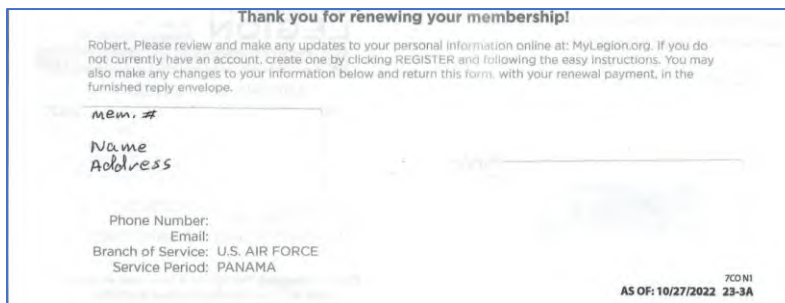 Thank you for renewing your membership!
Robert, Please review and make any updates to your personal information online at: MyLegion.org. If you do
not currently have an account, create one by clicking REGISTER and following the easy instructions. You may
also make any changes to your information below and return this form, with your renewal payment, in the
furnished reply envelope.
mem. #
Name
Address
Phone Number:
Email:
Branch of Service: U.S. AIR FORCE
Service Period: PANAMA
7CO N1
AS OF: 10/27/2022 23-3A